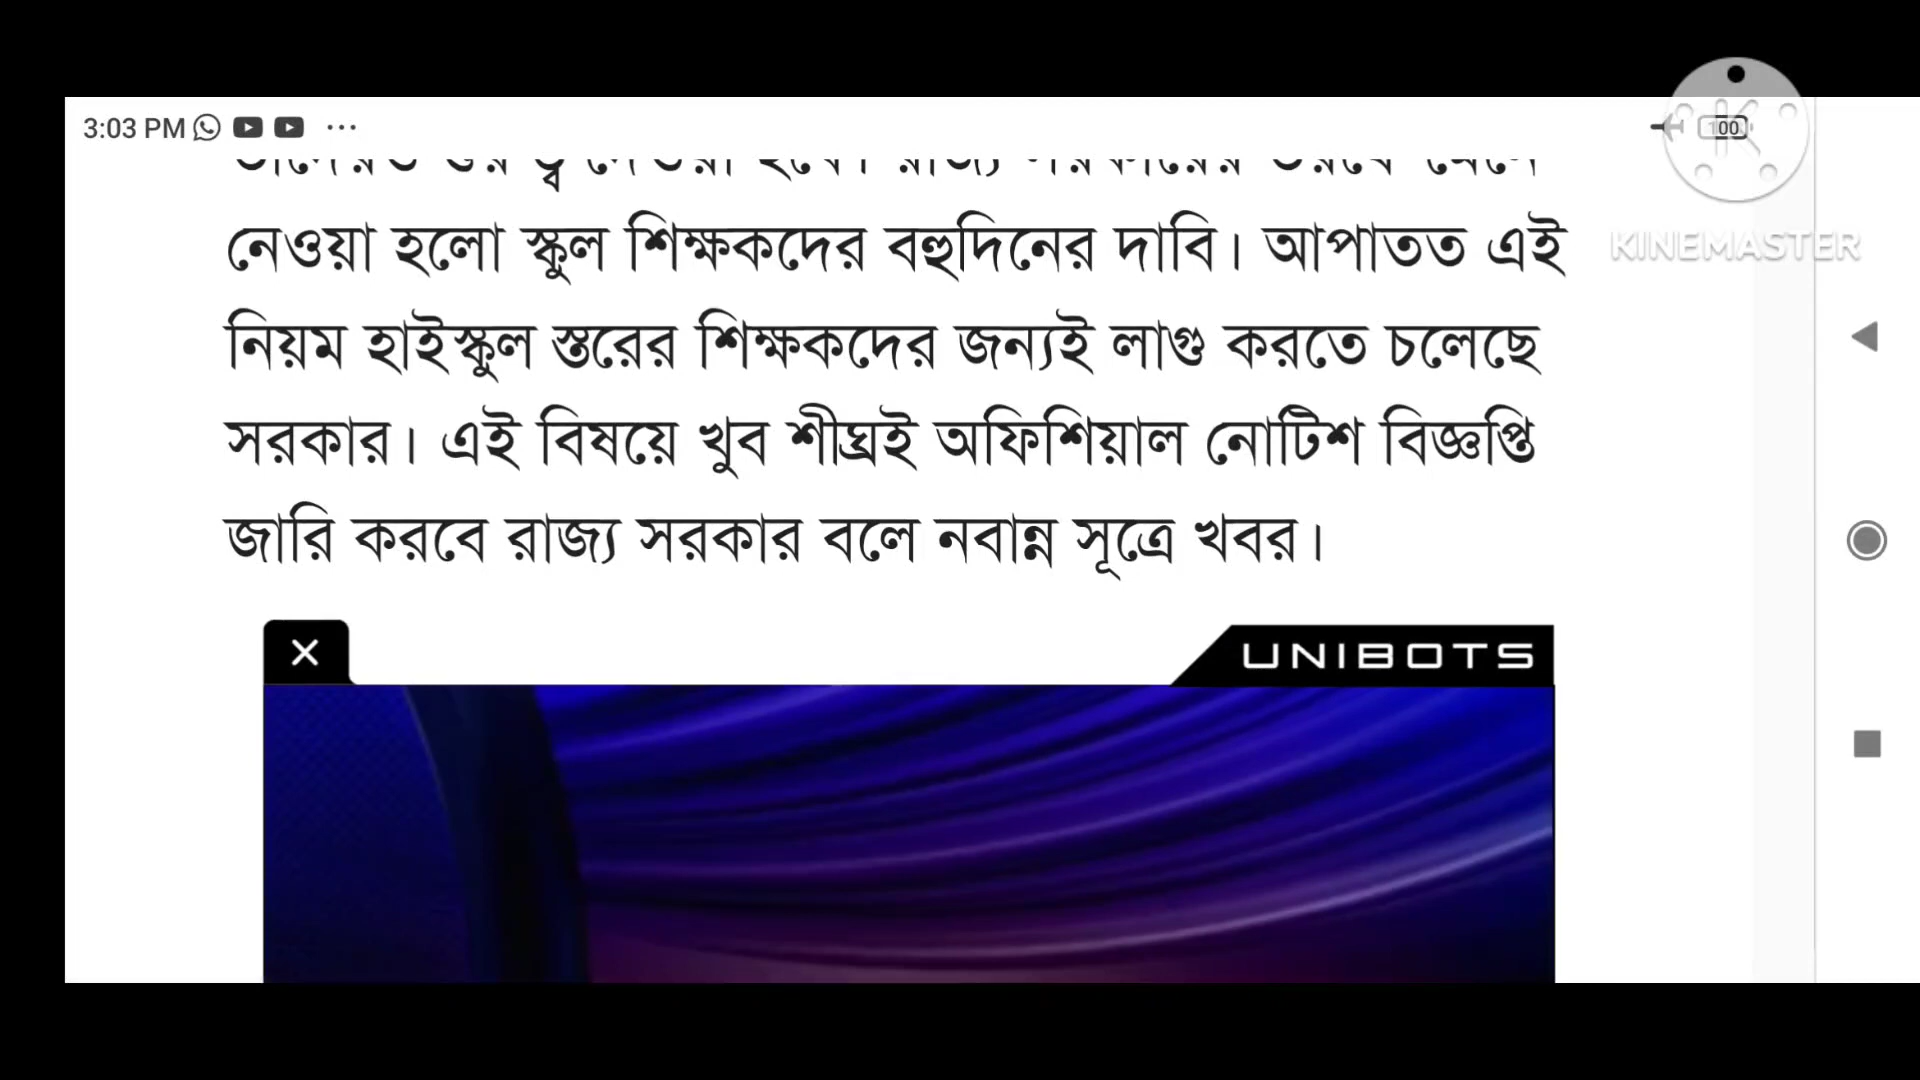 3:03 PM
100
নেওয়া হলো স্কুল শিক্ষকদের বহুদিনের দাবি। আপাতত এই
KINEMASTER
নিয়ম হাইস্কুল স্তরের শিক্ষকদের জন্যই লাগু করতে চলেছে
সরকার। এই বিষয়ে খুব শীঘ্রই অফিশিয়াল নোটিশ বিজ্ঞপ্তি
জারি করবে রাজ্য সরকার বলে নবান্ন সূত্রে খবর।
UNIBOTS